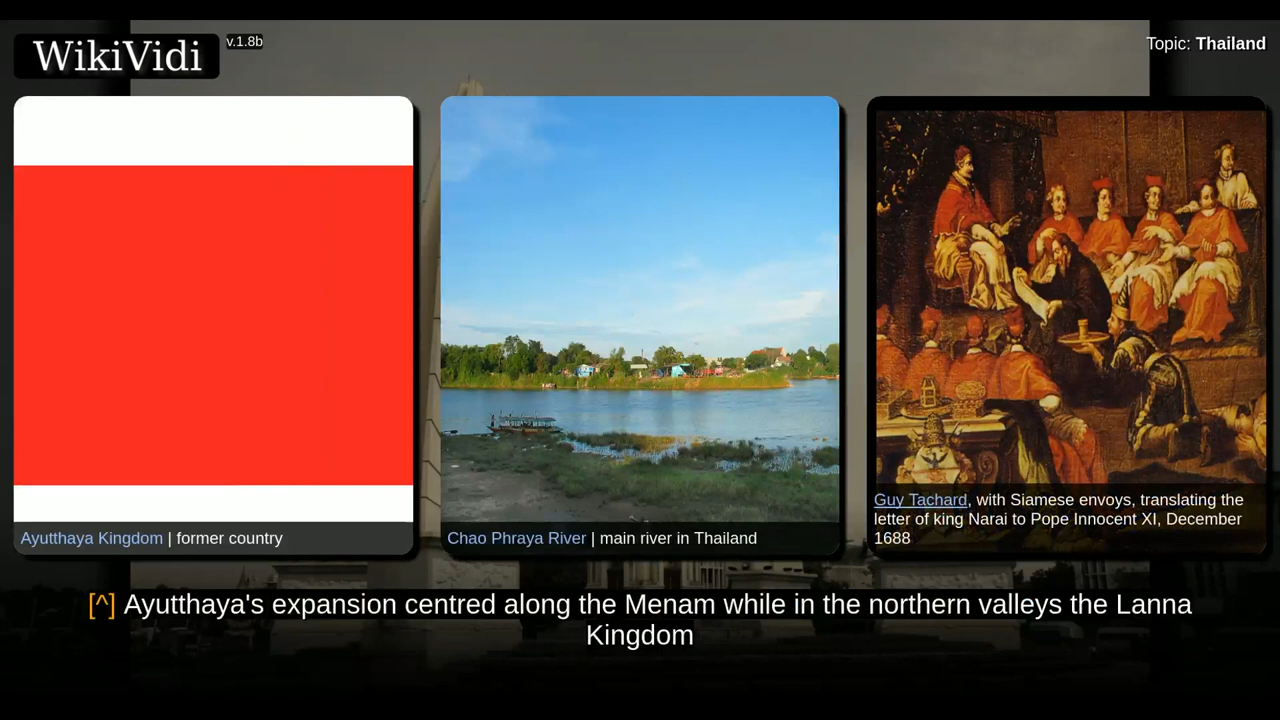 WikiVidi
v.1.8b
Topic: Thailand
Ayutthaya Kingdom | former country
Chao Phraya River | main river in Thailand
Guy Tachard, with Siamese envoys, translating the
letter of king Narai to Pope Innocent XI, December
1688
[^] Ayutthaya's expansion centred along the Menam while in the northern valleys the Lanna
Kingdom